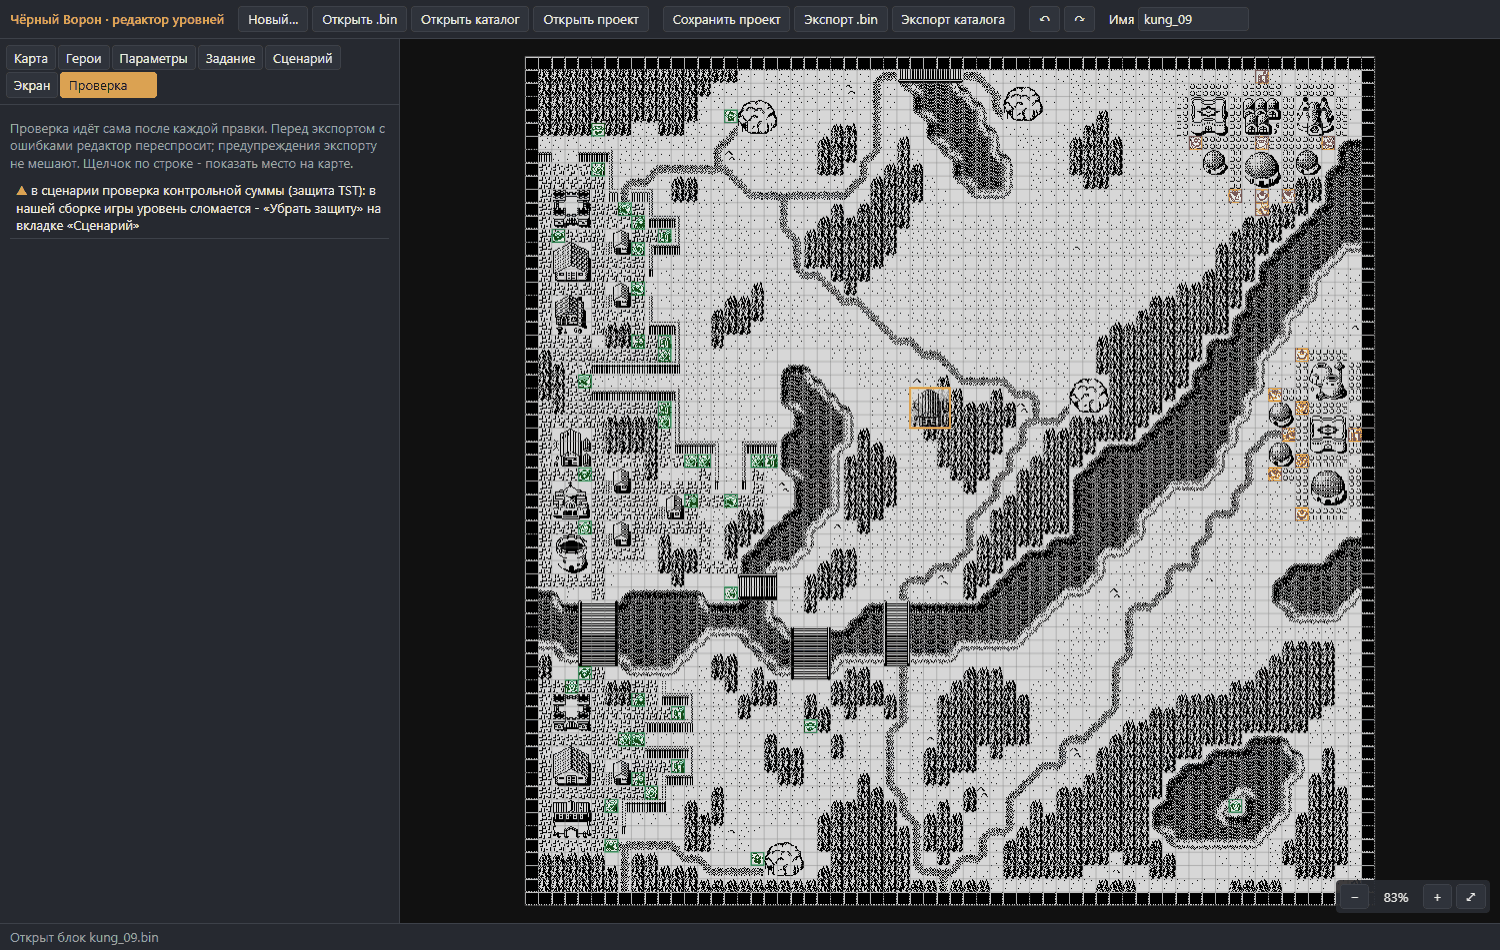 Чёрный Ворон · редактор уровней
Новый...
Открыть .bin
Открыть каталог
Открыть проект
Сохранить проект
Экспорт .bin
Экспорт каталога
Имя
kung_09
Карта
Герои
Параметры
Задание
Сценарий
Экран
Проверка
Проверка идёт сама после каждой правки. Перед экспортом с
ошибками редактор переспросит; предупреждения экспорту
не мешают. Щелчок по строке - показать место на карте.
в сценарии проверка контрольной суммы (защита TST): в
нашей сборке игры уровень сломается - «Убрать защиту» на
вкладке «Сценарий»
83%
Открыт блок kung_09.bin